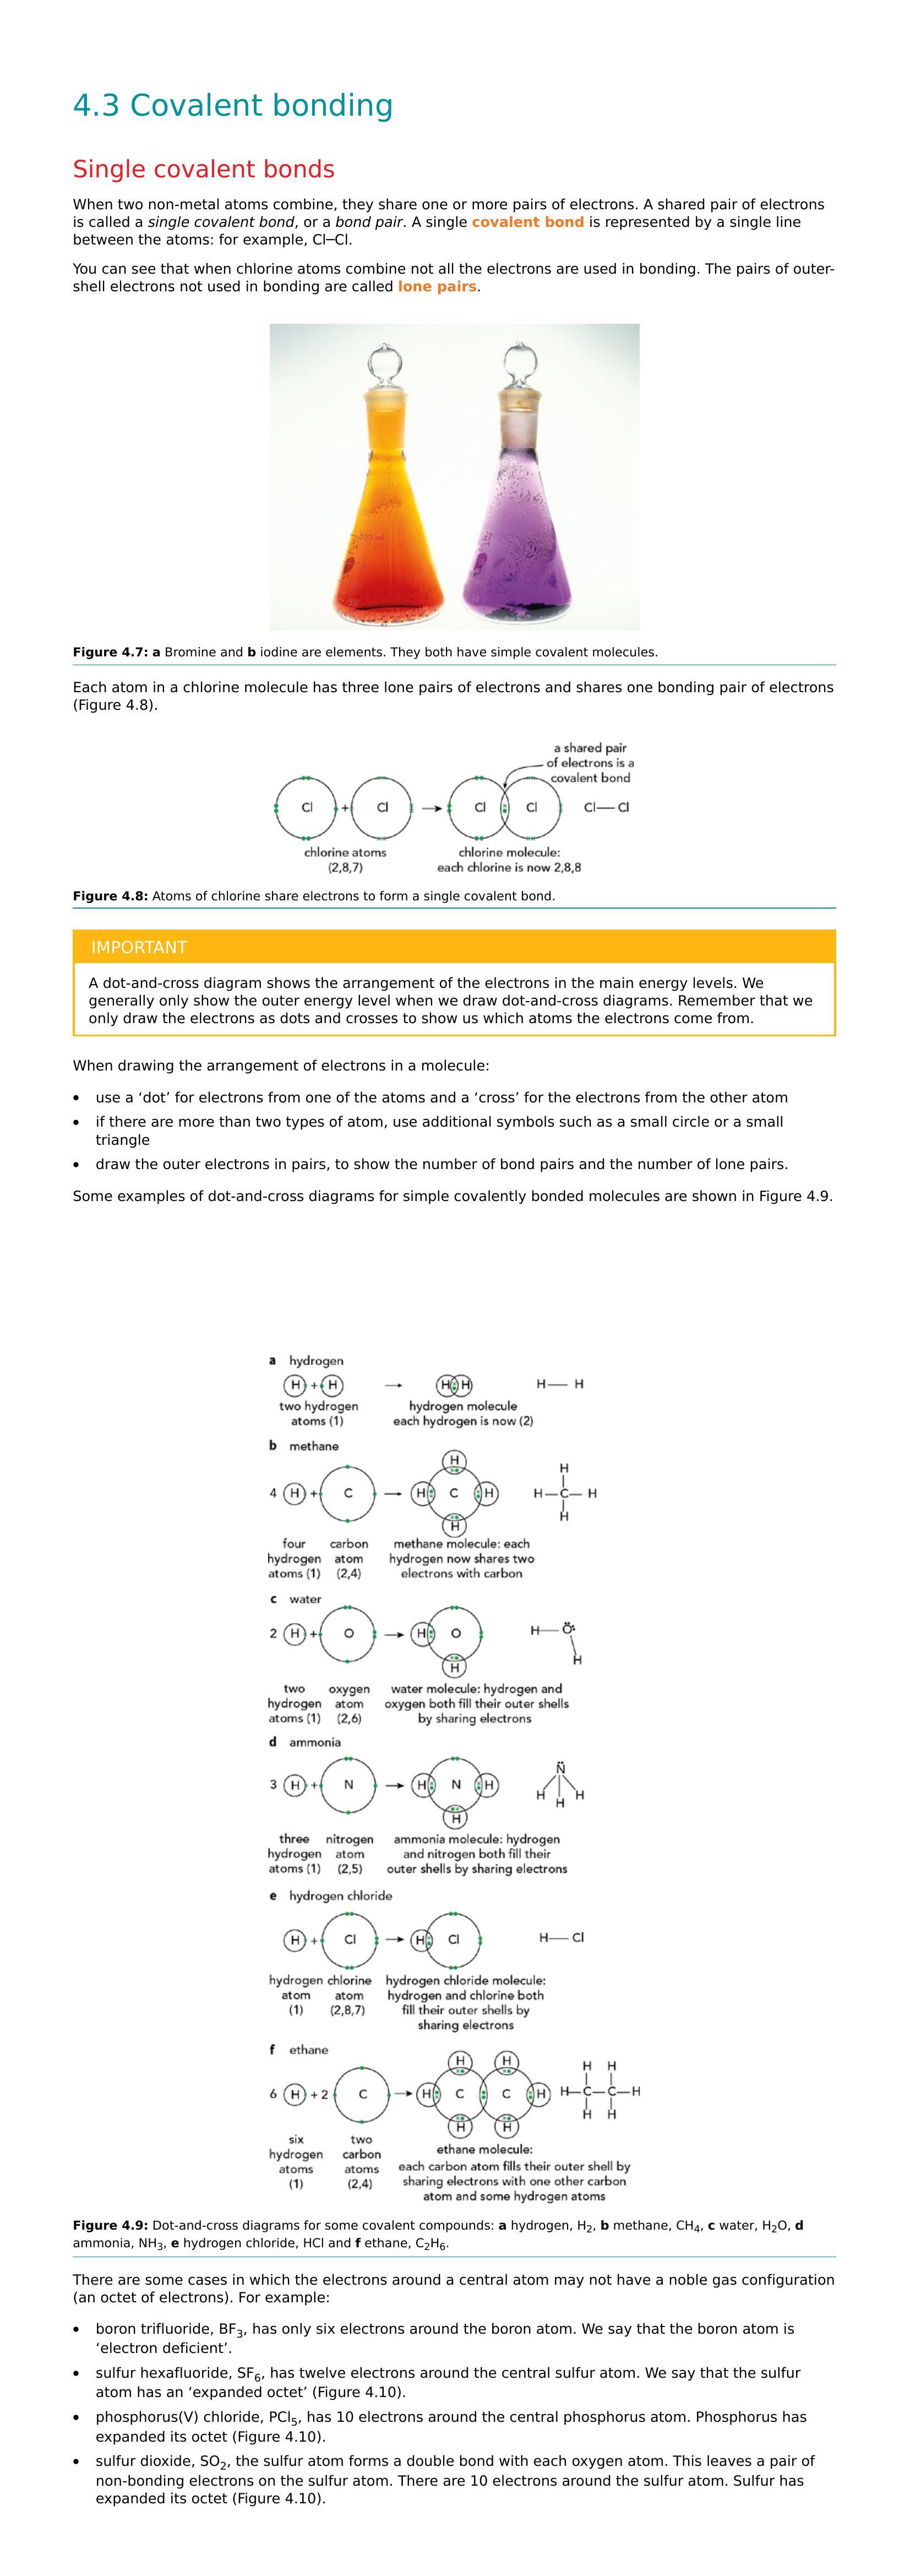 4.3 Covalent bonding
Single covalent bonds
When two non-metal atoms combine, they share one or more pairs of electrons. A shared pair of electrons
is called a single covalent bond, or a bond pair. A single covalent bond is represented by a single line
between the atoms: for example, Cl─Cl.
You can see that when chlorine atoms combine not all the electrons are used in bonding. The pairs of outer-
shell electrons not used in bonding are called lone pairs.
Figure 4.7: a Bromine and b iodine are elements. They both have simple covalent molecules.
Each atom in a chlorine molecule has three lone pairs of electrons and shares one bonding pair of electrons
(Figure 4.8).
a shared pair
of electrons is a
covalent bond
Cl + Cl → Cl Cl Cl — Cl
chlorine atoms chlorine molecule:
(2,8,7) each chlorine is now 2,8,8
Figure 4.8: Atoms of chlorine share electrons to form a single covalent bond.
IMPORTANT
A dot-and-cross diagram shows the arrangement of the electrons in the main energy levels. We
generally only show the outer energy level when we draw dot-and-cross diagrams. Remember that we
only draw the electrons as dots and crosses to show us which atoms the electrons come from.
When drawing the arrangement of electrons in a molecule:
• use a ‘dot’ for electrons from one of the atoms and a ‘cross’ for the electrons from the other atom
• if there are more than two types of atom, use additional symbols such as a small circle or a small
triangle
• draw the outer electrons in pairs, to show the number of bond pairs and the number of lone pairs.
Some examples of dot-and-cross diagrams for simple covalently bonded molecules are shown in Figure 4.9.
a hydrogen
H + H → H H H — H
two hydrogen hydrogen molecule
atoms (1) each hydrogen is now (2)
b methane
H H
4 H + C → H C H H — C — H
H H
four carbon methane molecule: each
hydrogen atom hydrogen now shares two
atoms (1) (2,4) electrons with carbon
c water
2 H + O → H O H — O
H H
two oxygen water molecule: hydrogen and
hydrogen atom oxygen both fill their outer shells
atoms (1) (2,6) by sharing electrons
d ammonia
3 H + N → H N H N
H H H H
three nitrogen ammonia molecule: hydrogen
hydrogen atom and nitrogen both fill their
atoms (1) (2,5) outer shells by sharing electrons
e hydrogen chloride
H + Cl → H Cl H — Cl
hydrogen chlorine hydrogen chloride molecule:
atom atom hydrogen and chlorine both
(1) (2,8,7) fill their outer shells by
sharing electrons
f ethane
H H H H
6 H + 2 C → H C C H H—C—C—H
H H H H
six two ethane molecule:
hydrogen carbon each carbon atom fills their outer shell by
atoms atoms sharing electrons with one other carbon
(1) (2,4) atom and some hydrogen atoms
Figure 4.9: Dot-and-cross diagrams for some covalent compounds: a hydrogen, H₂, b methane, CH₄, c water, H₂O, d
ammonia, NH₃, e hydrogen chloride, HCl and f ethane, C₂H₆.
There are some cases in which the electrons around a central atom may not have a noble gas configuration
(an octet of electrons). For example:
• boron trifluoride, BF₃, has only six electrons around the boron atom. We say that the boron atom is
‘electron deficient’.
• sulfur hexafluoride, SF₆, has twelve electrons around the central sulfur atom. We say that the sulfur
atom has an ‘expanded octet’ (Figure 4.10).
• phosphorus(V) chloride, PCl₅, has 10 electrons around the central phosphorus atom. Phosphorus has
expanded its octet (Figure 4.10).
• sulfur dioxide, SO₂, the sulfur atom forms a double bond with each oxygen atom. This leaves a pair of
non-bonding electrons on the sulfur atom. There are 10 electrons around the sulfur atom. Sulfur has
expanded its octet (Figure 4.10).